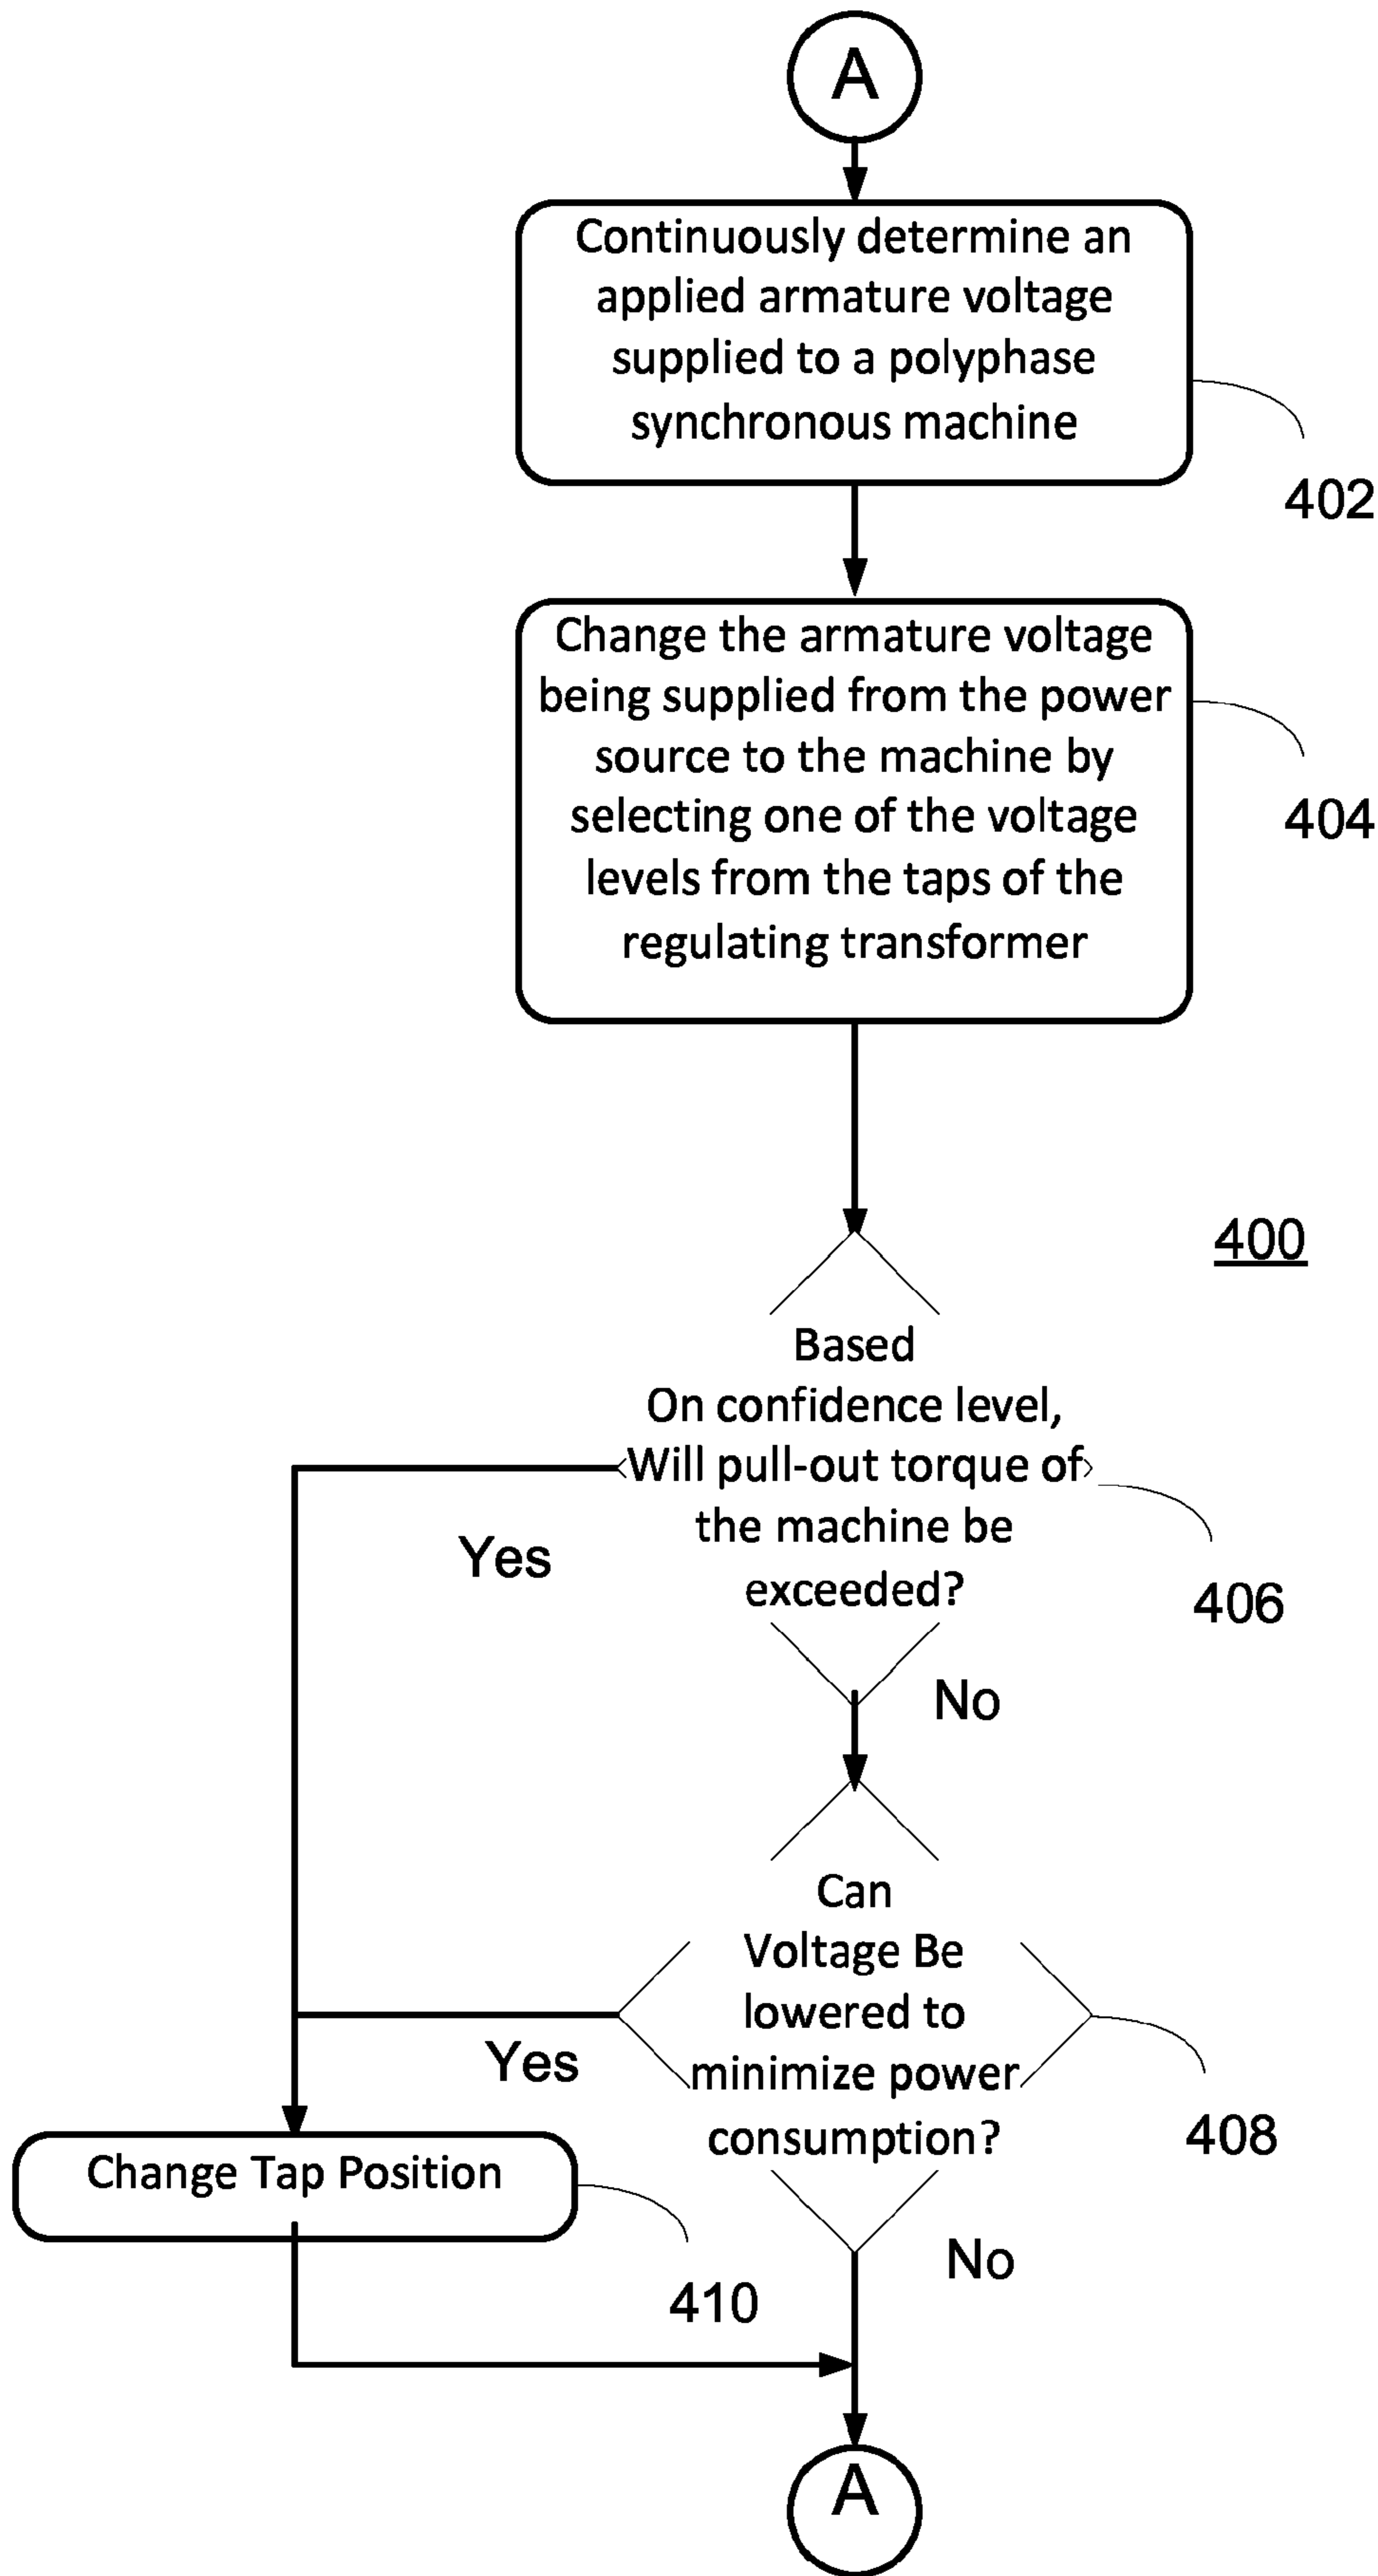 A
Continuously determine an
applied armature voltage
supplied to a polyphase
synchronous machine
402
Change the armature voltage
being supplied from the power
source to the machine by
selecting one of the voltage
levels from the taps of the
regulating transformer
404
400
Based
On confidence level,
Will pull-out torque of
the machine be
exceeded?
Yes
406
No
Can
Voltage Be
lowered to
minimize power
consumption?
Yes
408
Change Tap Position
410
No
A